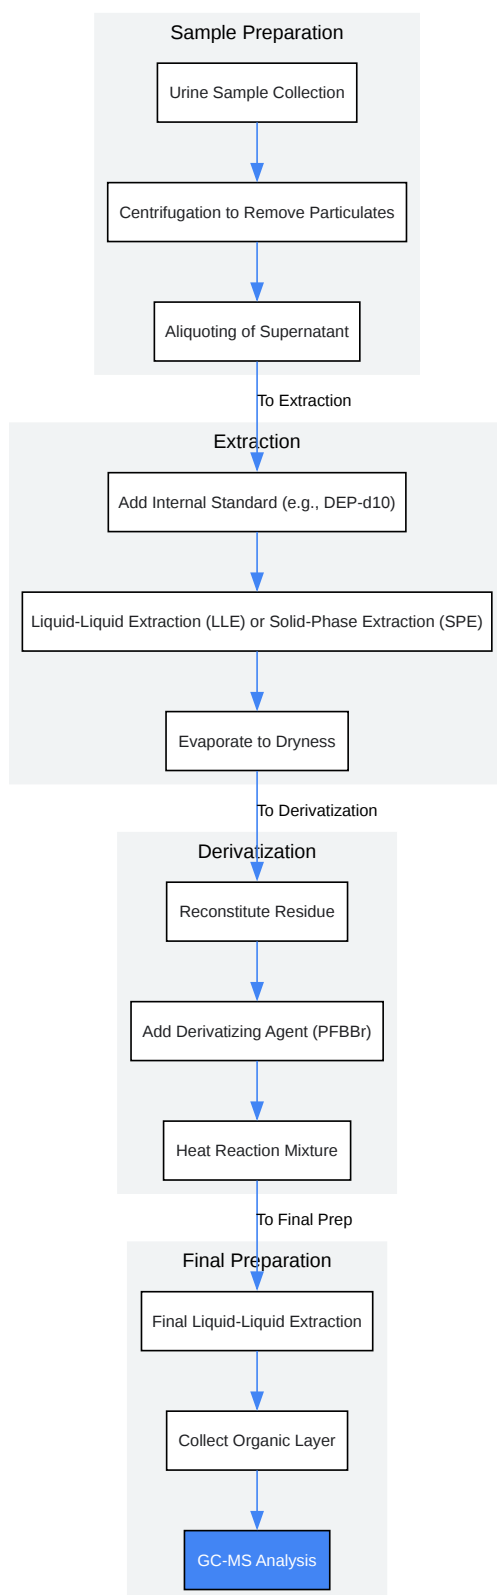 Sample Preparation
Urine Sample Collection
Centrifugation to Remove Particulates
Aliquoting of Supernatant
To Extraction
Extraction
Add Internal Standard (e.g., DEP-d10)
Liquid-Liquid Extraction (LLE) or Solid-Phase Extraction (SPE)
Evaporate to Dryness
To Derivatization
Derivatization
Reconstitute Residue
Add Derivatizing Agent (PFBBr)
Heat Reaction Mixture
To Final Prep
Final Preparation
Final Liquid-Liquid Extraction
Collect Organic Layer
GC-MS Analysis